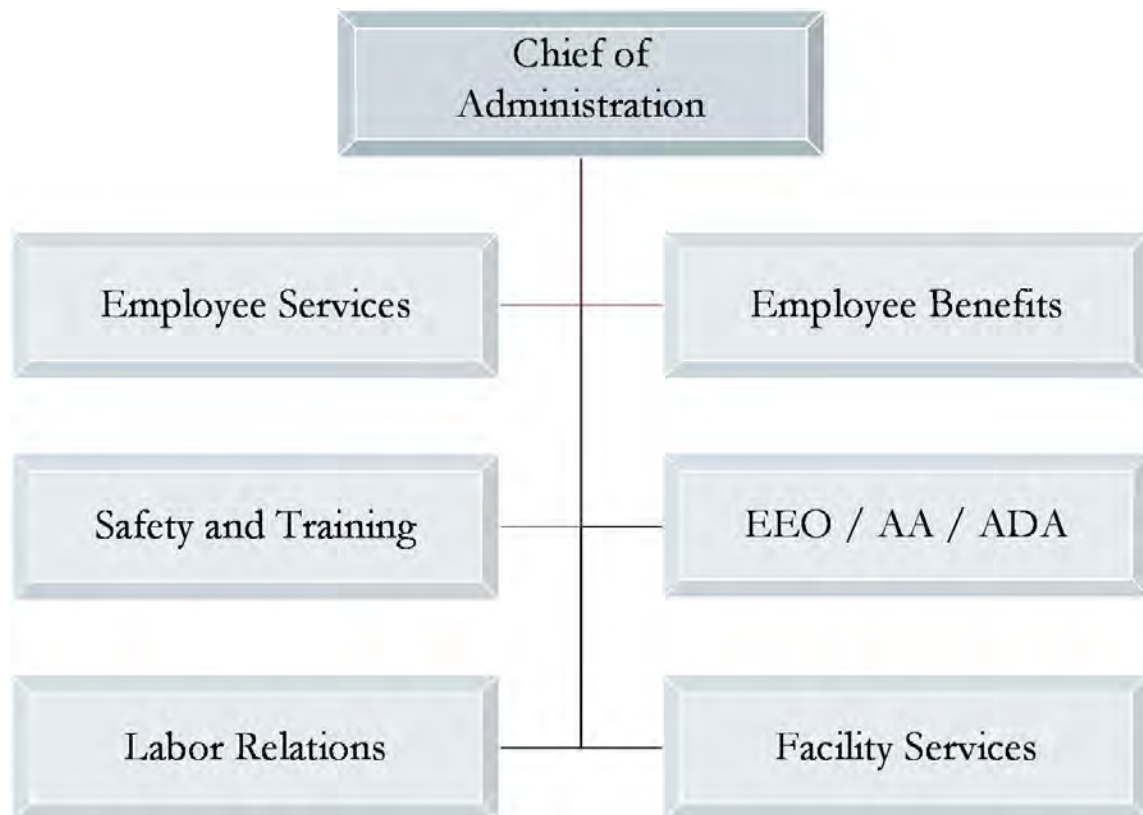 Chief of
Administration
Employee Services
Employee Benefits
Safety and Training
EEO / AA / ADA
Labor Relations
Facility Services